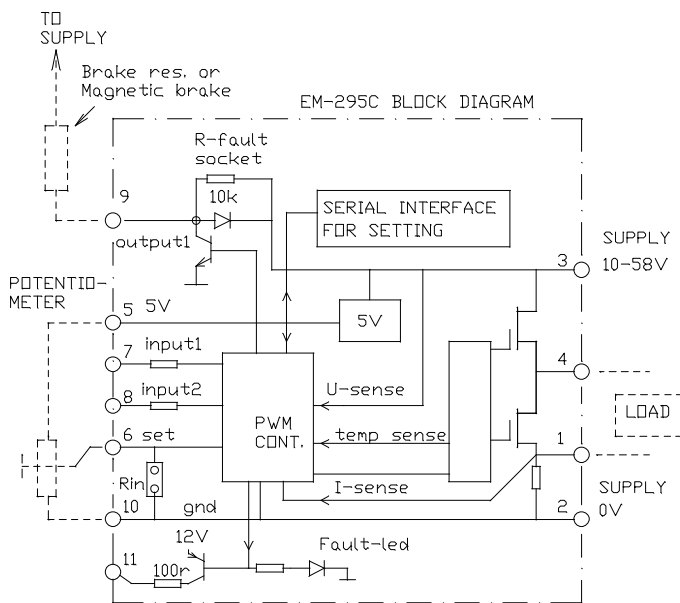 TO
SUPPLY
Brake res. or
Magnetic brake
EM-295C BLOCK DIAGRAM
R-fault
socket
10k
9
SERIAL INTERFACE
FOR SETTING
output1
3
SUPPLY
10-58V
POTENTIO-
METER
5 5V
5V
7 input1
4
8 input2
U-sense
LOAD
PWM
CONT.
6 set
temp sense
1
Rin
I-sense
SUPPLY
0V
10 gnd
2
12V
Fault-led
11
100r